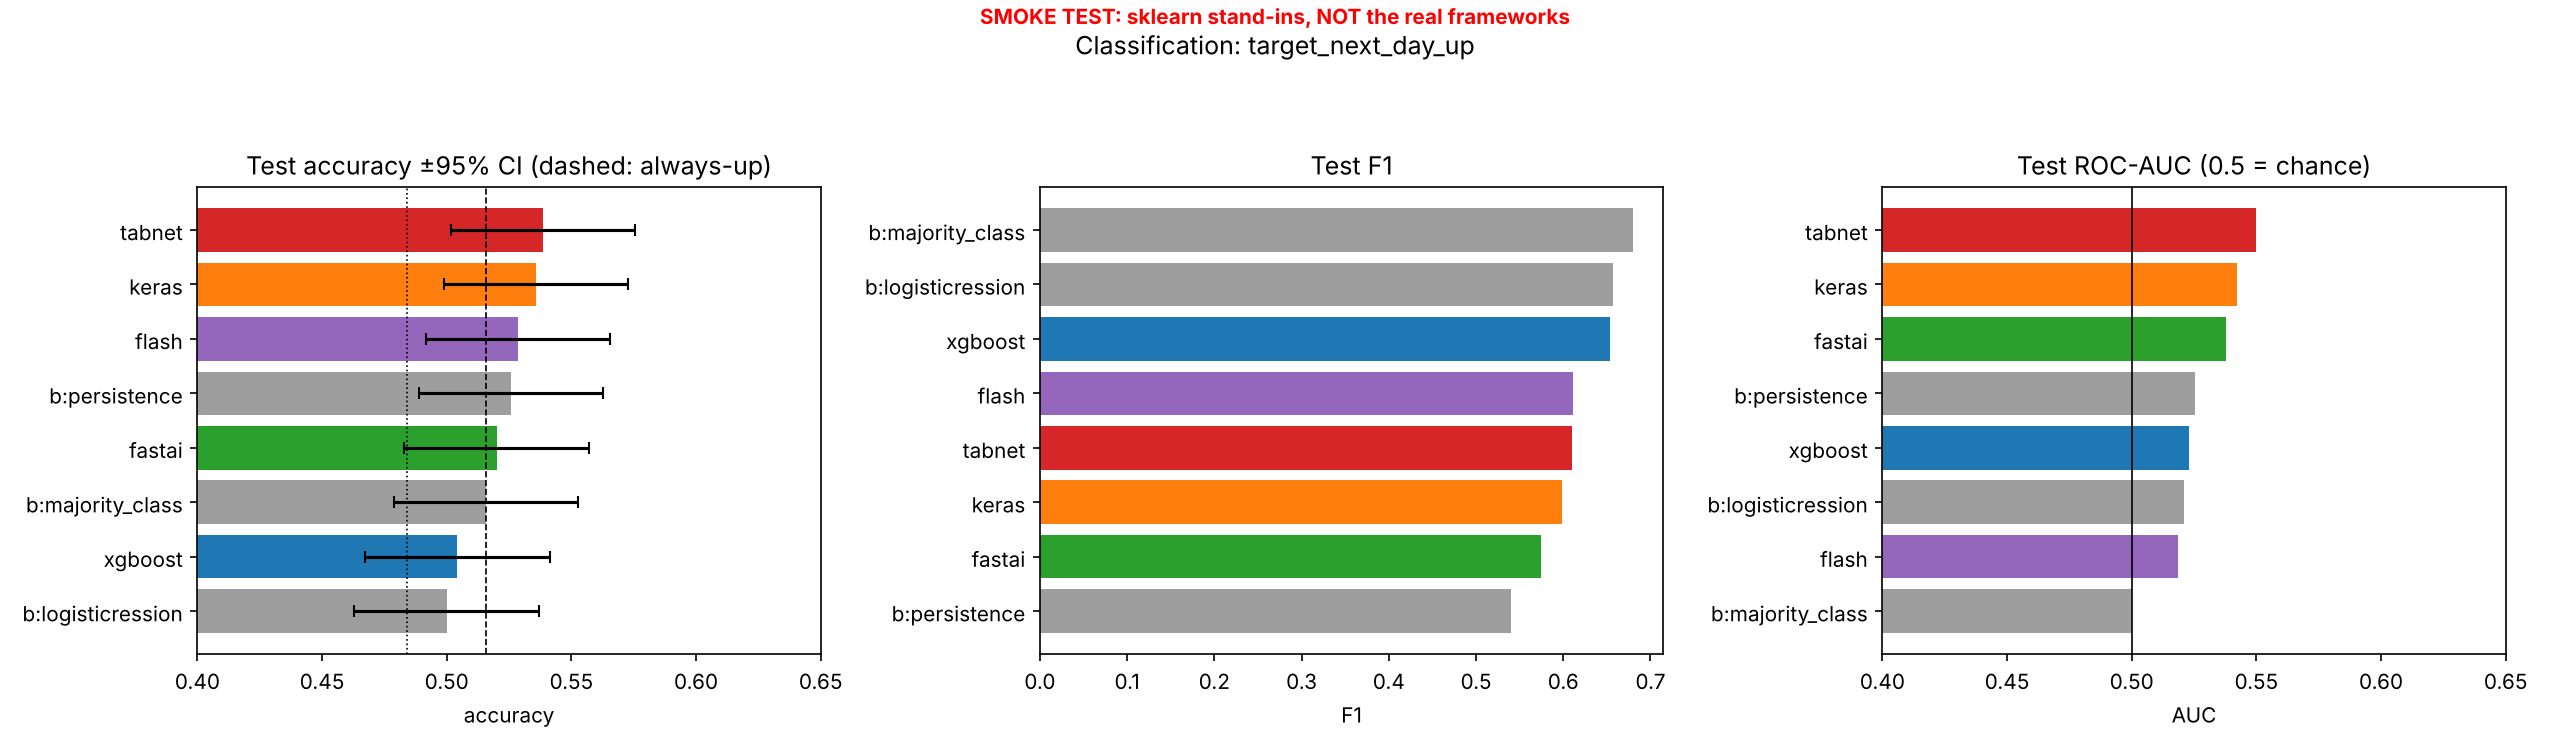 SMOKE TEST: sklearn stand-ins, NOT the real frameworks
Classification: target_next_day_up
Test accuracy ±95% CI (dashed: always-up)
tabnet
keras
flash
b:persistence
fastai
b:majority_class
xgboost
b:logisticression
0.40 0.45 0.50 0.55 0.60 0.65
accuracy
Test F1
b:majority_class
b:logisticression
xgboost
flash
tabnet
keras
fastai
b:persistence
0.0 0.1 0.2 0.3 0.4 0.5 0.6 0.7
F1
Test ROC-AUC (0.5 = chance)
tabnet
keras
fastai
b:persistence
xgboost
b:logisticression
flash
b:majority_class
0.40 0.45 0.50 0.55 0.60 0.65
AUC